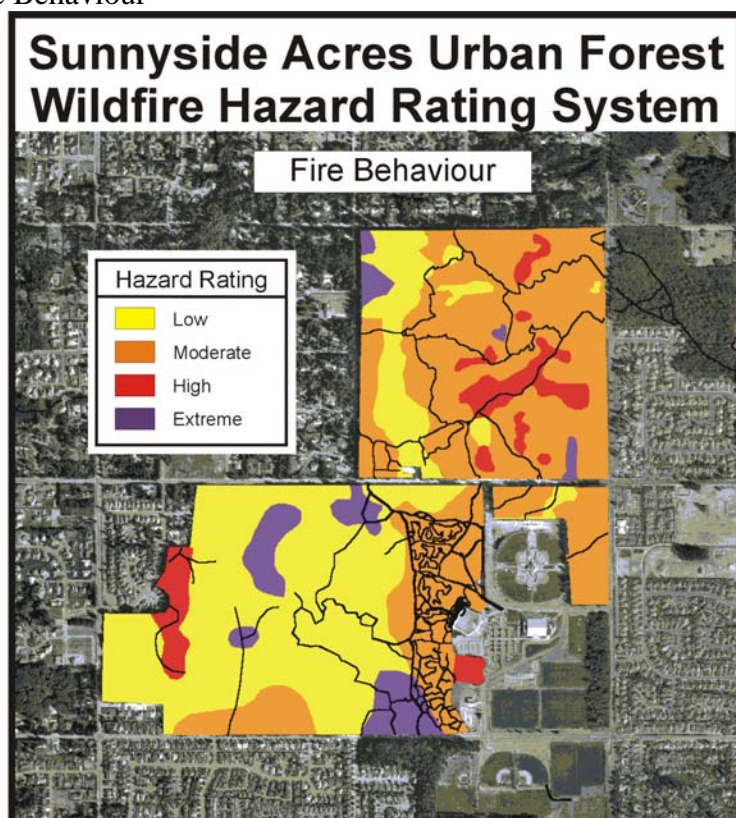 Sunnyside Acres Urban Forest
Wildfire Hazard Rating System
Fire Behaviour
Hazard Rating
Low
Moderate
High
Extreme